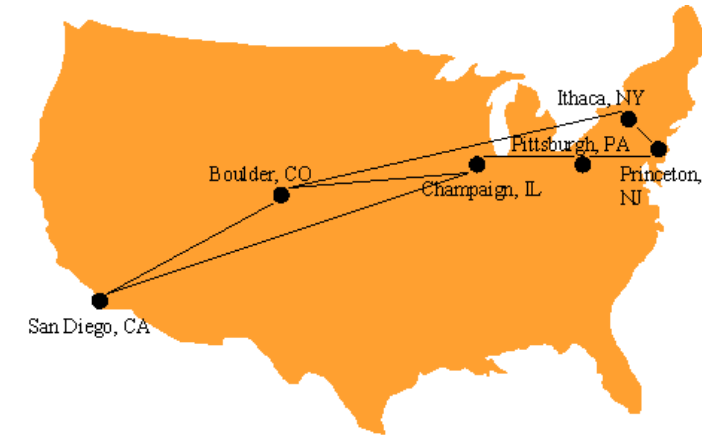 Ithaca, NY
Pittsburgh, PA
Boulder, CO
Champaign, IL
Princeton,
NJ
San Diego, CA